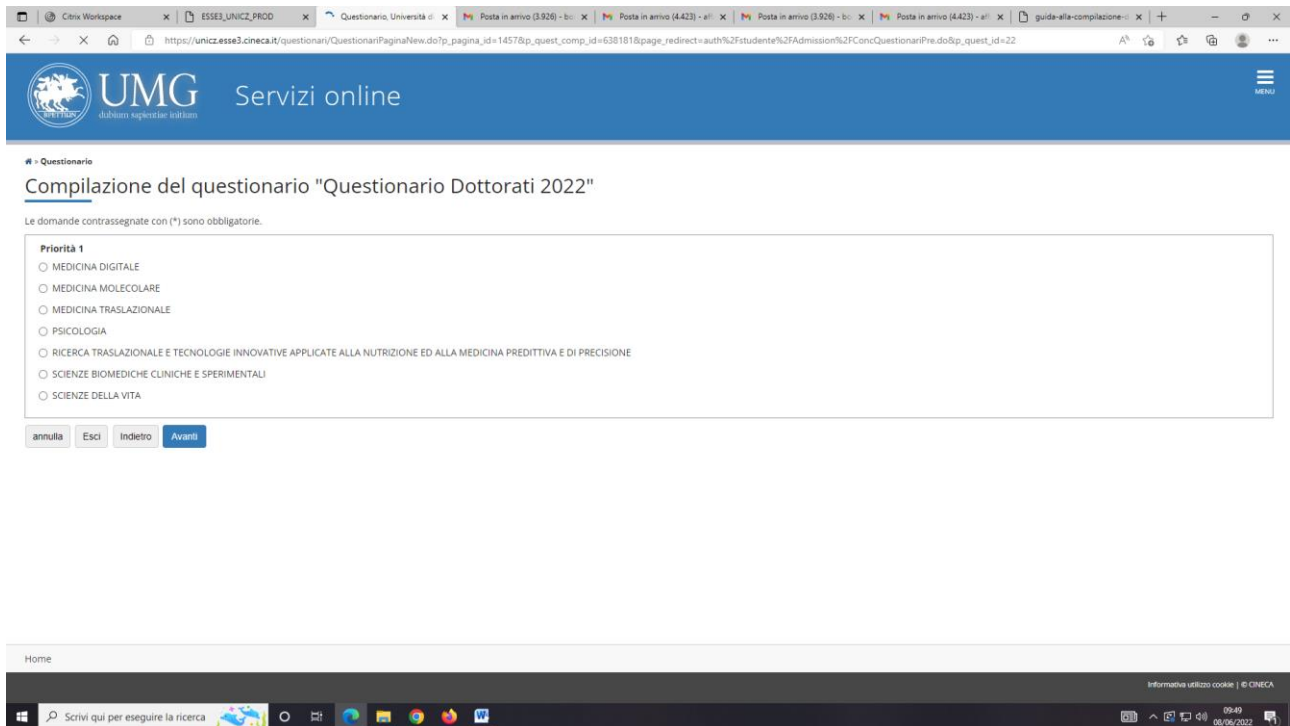 Citrix Workspace
ESSE3_UNICZ_PROD
Questionario, Università d
Posta in arrivo (3.926) - bc
Posta in arrivo (4.423) - aff
Posta in arrivo (3.926) - bc
Posta in arrivo (4.423) - aff
guida-alla-compilazione-d
https://unicz.esse3.cineca.it/questionari/QuestionariPaginaNew.do?p_pagina_id=1457&p_quest_comp_id=638181&page_redirect=auth%2Fstudente%2FAdmission%2FConcQuestionariPre.do&p_quest_id=22
UMG
dubium sapientiae initium
Servizi online
MENU
> Questionario
Compilazione del questionario "Questionario Dottorati 2022"
Le domande contrassegnate con (*) sono obbligatorie.
Priorità 1
MEDICINA DIGITALE
MEDICINA MOLECOLARE
MEDICINA TRASLAZIONALE
PSICOLOGIA
RICERCA TRASLAZIONALE E TECNOLOGIE INNOVATIVE APPLICATE ALLA NUTRIZIONE ED ALLA MEDICINA PREDITTIVA E DI PRECISIONE
SCIENZE BIOMEDICHE CLINICHE E SPERIMENTALI
SCIENZE DELLA VITA
annulla Esci Indietro Avanti
Home
Informativa utilizzo cookie | © CINECA
Scrivi qui per eseguire la ricerca
09:49
08/06/2022